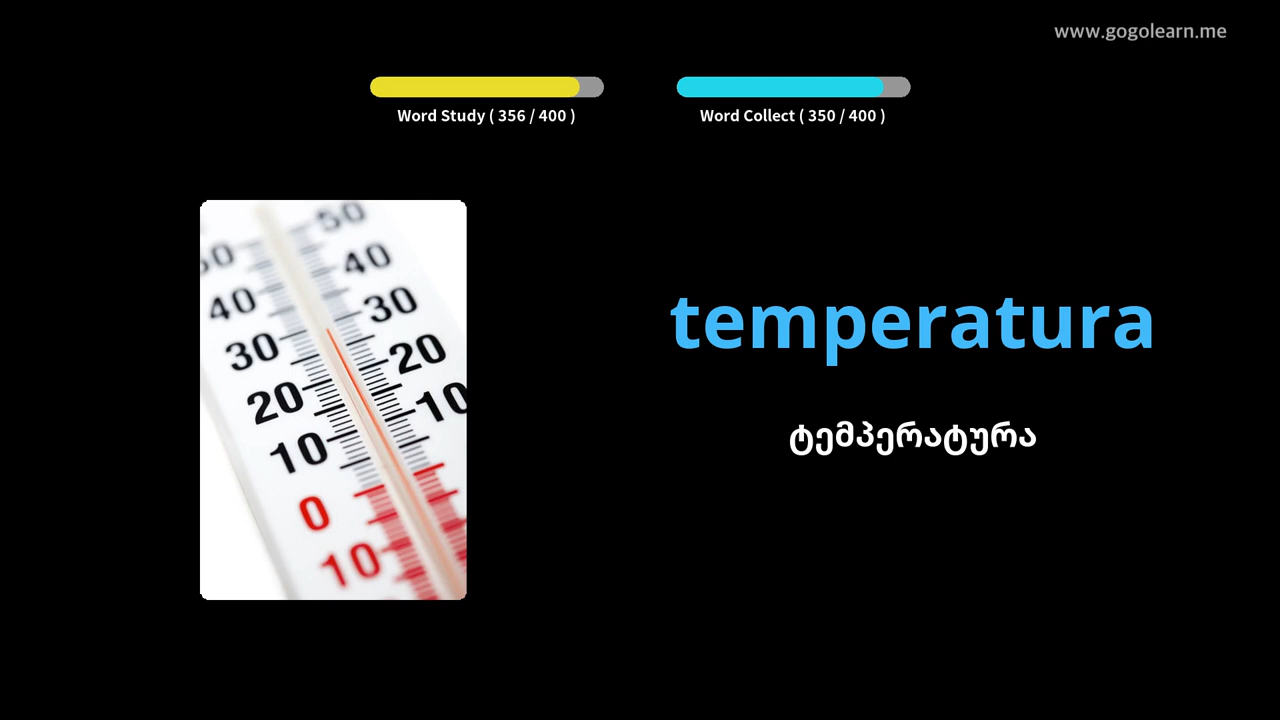 www.gogolearn.me
Word Study ( 356 / 400 )
Word Collect ( 350 / 400 )
50
50
40
40
30
30
20
20
10
10
0
10
temperatura
ტემპერატურა